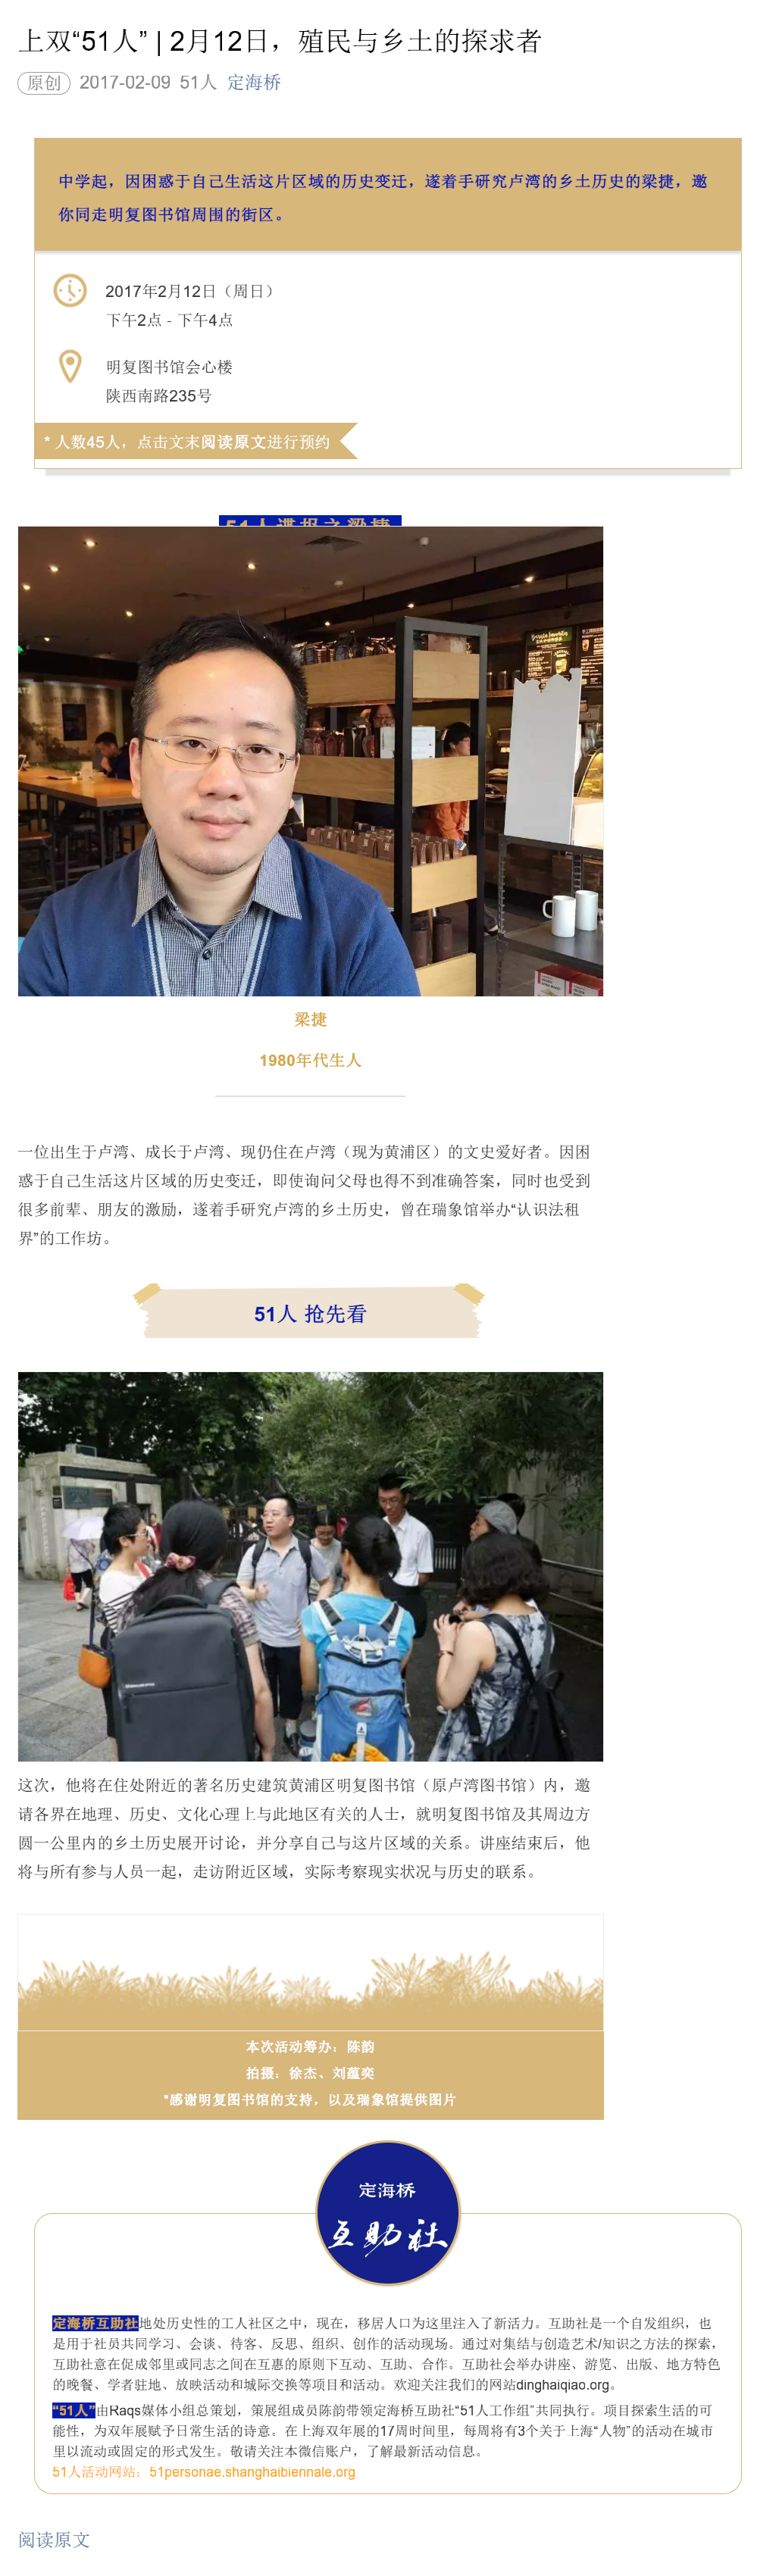 上双“51人” | 2月12日，殖民与乡土的探求者
原创 2017-02-09 51人 定海桥
中学起，因困惑于自己生活这片区域的历史变迁，遂着手研究卢湾的乡土历史的梁捷，邀
你同走明复图书馆周围的街区。
2017年2月12日（周日）
下午2点 - 下午4点
明复图书馆会心楼
陕西南路235号
* 人数45人，点击文末阅读原文进行预约
梁捷
1980年代生人
一位出生于卢湾、成长于卢湾、现仍住在卢湾（现为黄浦区）的文史爱好者。因困
惑于自己生活这片区域的历史变迁，即使询问父母也得不到准确答案，同时也受到
很多前辈、朋友的激励，遂着手研究卢湾的乡土历史，曾在瑞象馆举办“认识法租
界”的工作坊。
51人 抢先看
这次，他将在住处附近的著名历史建筑黄浦区明复图书馆（原卢湾图书馆）内，邀
请各界在地理、历史、文化心理上与此地区有关的人士，就明复图书馆及其周边方
圆一公里内的乡土历史展开讨论，并分享自己与这片区域的关系。讲座结束后，他
将与所有参与人员一起，走访附近区域，实际考察现实状况与历史的联系。
本次活动筹办：陈韵
拍摄：徐杰、刘蕴奕
*感谢明复图书馆的支持，以及瑞象馆提供图片
定海桥
互助社
定海桥互助社地处历史性的工人社区之中，现在，移居人口为这里注入了新活力。互助社是一个自发组织，也
是用于社员共同学习、会谈、待客、反思、组织、创作的活动现场。通过对集结与创造艺术/知识之方法的探索，
互助社意在促成邻里或同志之间在互惠的原则下互动、互助、合作。互助社会举办讲座、游览、出版、地方特色
的晚餐、学者驻地、放映活动和城际交换等项目和活动。欢迎关注我们的网站dinghaiqiao.org。
“51人”由Raqs媒体小组总策划，策展组成员陈韵带领定海桥互助社“51人工作组”共同执行。项目探索生活的可
能性，为双年展赋予日常生活的诗意。在上海双年展的17周时间里，每周将有3个关于上海“人物”的活动在城市
里以流动或固定的形式发生。敬请关注本微信账户，了解最新活动信息。
51人活动网站：51personae.shanghaibiennale.org
阅读原文